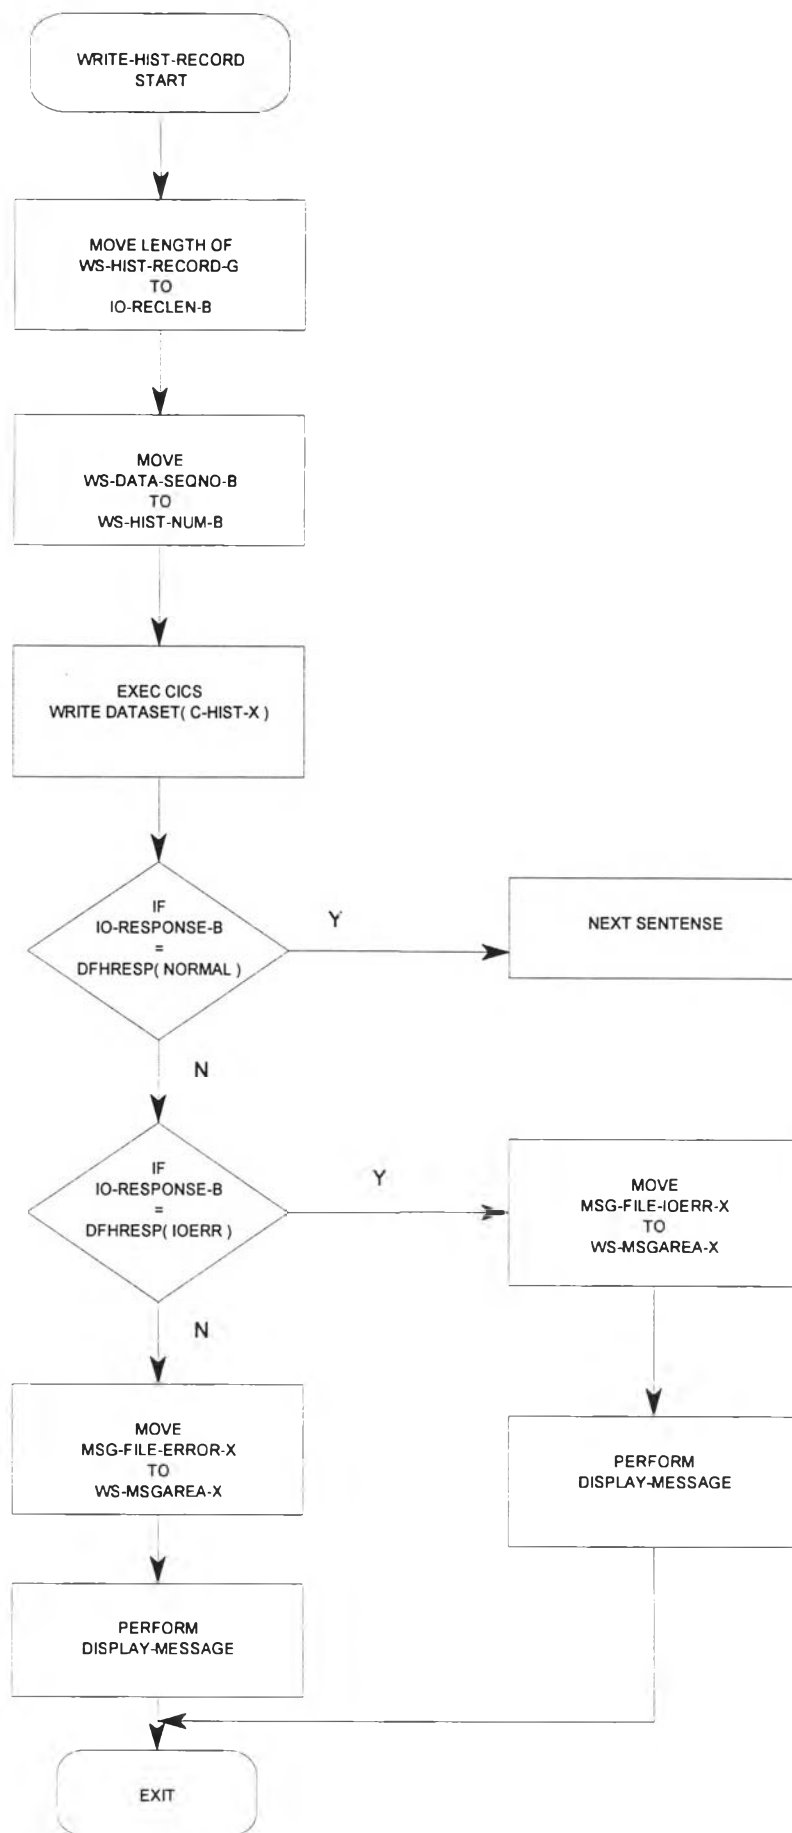 WRITE-HIST-RECORD
START
MOVE LENGTH OF
WS-HIST-RECORD-G
TO
IO-RECLEN-B
MOVE
WS-DATA-SEQNO-B
TO
WS-HIST-NUM-B
EXEC CICS
WRITE DATASET( C-HIST-X )
IF
IO-RESPONSE-B
=
DFHRESP( NORMAL )
Y
NEXT SENTENSE
N
IF
IO-RESPONSE-B
=
DFHRESP( IOERR )
Y
MOVE
MSG-FILE-IOERR-X
TO
WS-MSGAREA-X
N
MOVE
MSG-FILE-ERROR-X
TO
WS-MSGAREA-X
PERFORM
DISPLAY-MESSAGE
PERFORM
DISPLAY-MESSAGE
EXIT